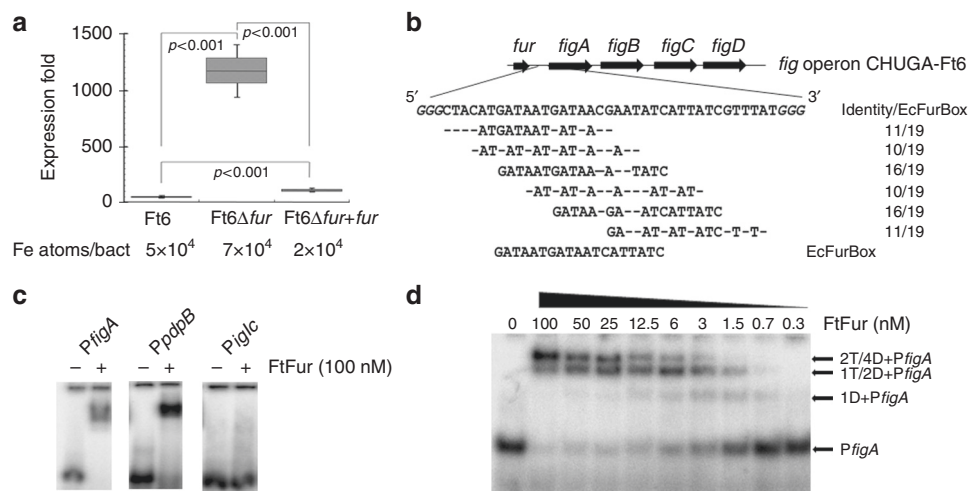 a
Expression fold
1500
1000
500
0
p<0.001
p<0.001
p<0.001
Ft6
Ft6Δfur
Ft6Δfur+fur
Fe atoms/bact 5×10⁴ 7×10⁴ 2×10⁴
b
fur figA figB figC figD
fig operon CHUGA-Ft6
5′ 3′
GGGCTACATGATAATGATAACGAATATCATTATCGTTTATGGG Identity/EcFurBox
----ATGATAAT-AT-A--- 11/19
-AT-AT-AT-AT-A--A--- 10/19
GATAATGATAA—A--TATC 16/19
-AT-AT-A--A---AT-AT- 10/19
GATAA-GA--ATCATTATC 16/19
GA--AT-AT-ATC-T-T- 11/19
GATAATGATAATCATTATC EcFurBox
c
PfigA PpdpB Piglc
– + – + – + FtFur (100 nM)
d
0 100 50 25 12.5 6 3 1.5 0.7 0.3 FtFur (nM)
2T/4D+PfigA
1T/2D+PfigA
1D+PfigA
PfigA